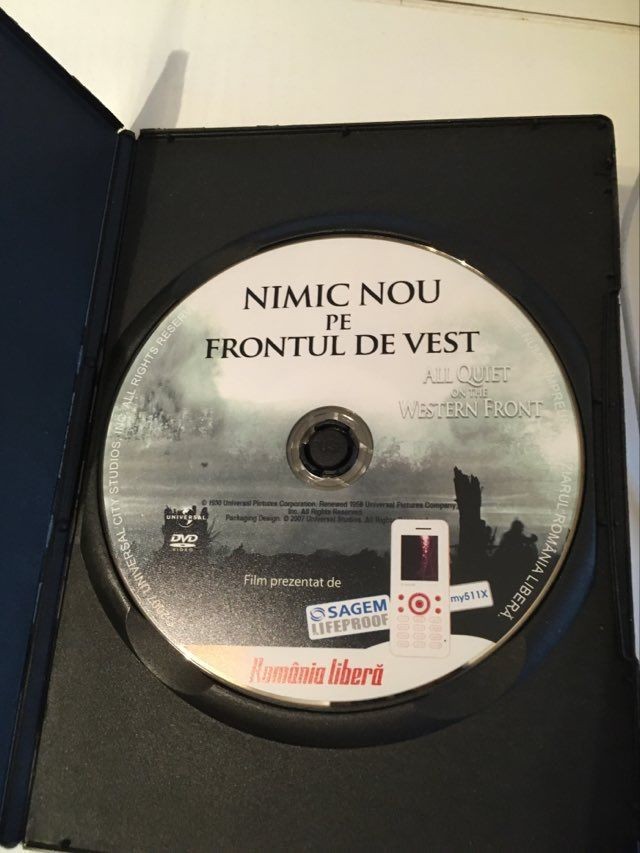 NIMIC NOU
PE
FRONTUL DE VEST
ALL QUIET
ON THE
WESTERN FRONT
© 1930 Universal Pictures Corporation. Renewed 1958 Universal Pictures Company,
Inc. All Rights Reserved.
Packaging Design © 2007 Universal Studios. All Rights
UNIVERSAL
DVD
VIDEO
Film prezentat de
SAGEM
LIFEPROOF
my511X
România liberă
UNIVERSAL CITY STUDIOS, INC. ALL RIGHTS RESER
ZIARUL ROMÂNIA LIBERĂ.